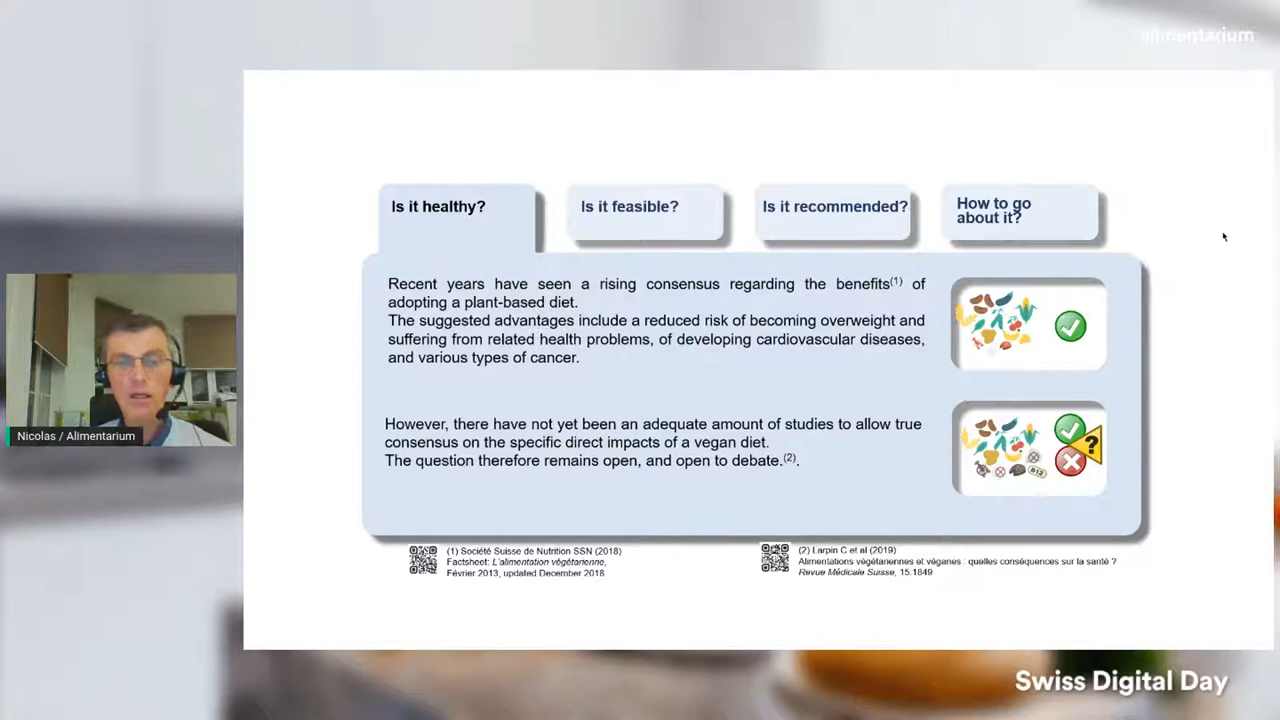 alimentarium
Is it healthy?
Is it feasible?
Is it recommended?
How to go
about it?
Recent years have seen a rising consensus regarding the benefits(1) of
adopting a plant-based diet.
The suggested advantages include a reduced risk of becoming overweight and
suffering from related health problems, of developing cardiovascular diseases,
and various types of cancer.
However, there have not yet been an adequate amount of studies to allow true
consensus on the specific direct impacts of a vegan diet.
The question therefore remains open, and open to debate.(2).
?
B12
Nicolas / Alimentarium
(1) Société Suisse de Nutrition SSN (2018)
Factsheet: L'alimentation végétarienne,
Février 2013, updated December 2018
(2) Larpin C et al (2019)
Alimentations végétariennes et véganes : quelles conséquences sur la santé ?
Revue Médicale Suisse, 15.1849
Swiss Digital Day